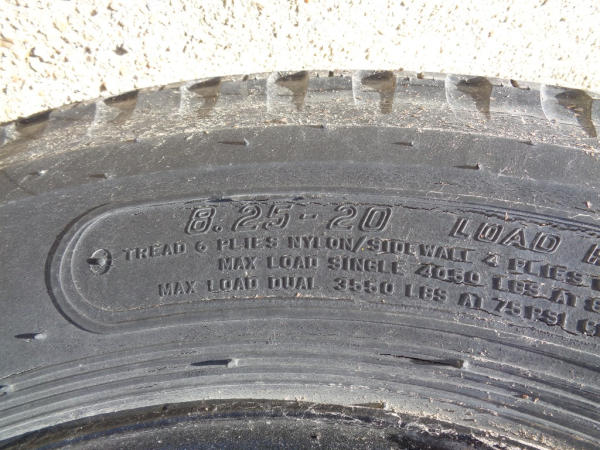 8.25-20 LOAD
TREAD 6 PLIES NYLON/SIDEWALL 4 PLIES
MAX LOAD SINGLE 4050 LBS AT
MAX LOAD DUAL 3550 LBS AT 75 PSI